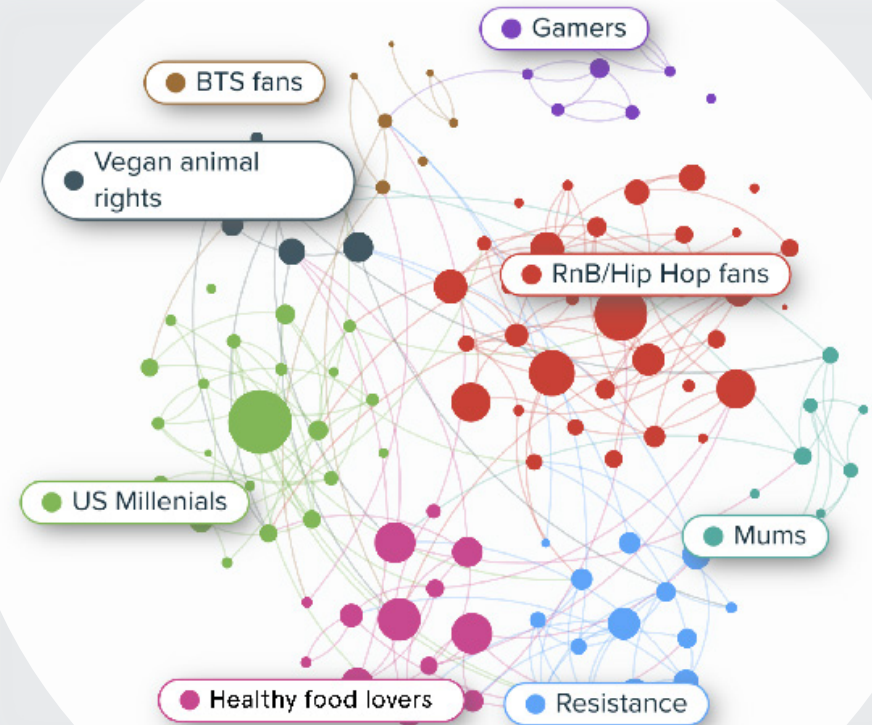 Gamers
BTS fans
Vegan animal
rights
RnB/Hip Hop fans
US Millenials
Mums
Healthy food lovers
Resistance